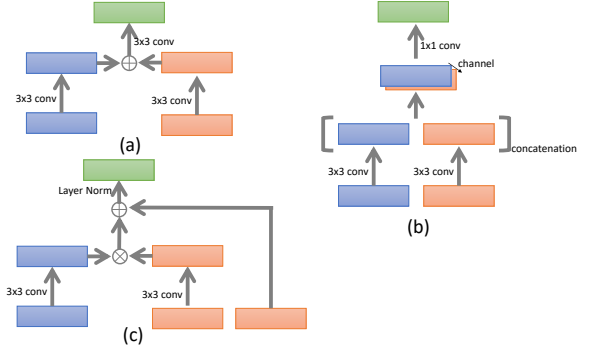 3x3 conv
3x3 conv
3x3 conv
(a)
1x1 conv
channel
concatenation
3x3 conv
3x3 conv
(b)
Layer Norm
3x3 conv
3x3 conv
(c)